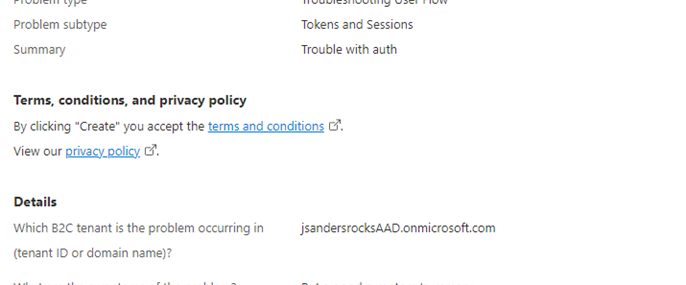 Problem type Troubleshooting User Flow
Problem subtype Tokens and Sessions
Summary Trouble with auth
Terms, conditions, and privacy policy
By clicking "Create" you accept the terms and conditions.
View our privacy policy.
Details
Which B2C tenant is the problem occurring in jsandersrocksAAD.onmicrosoft.com
(tenant ID or domain name)?